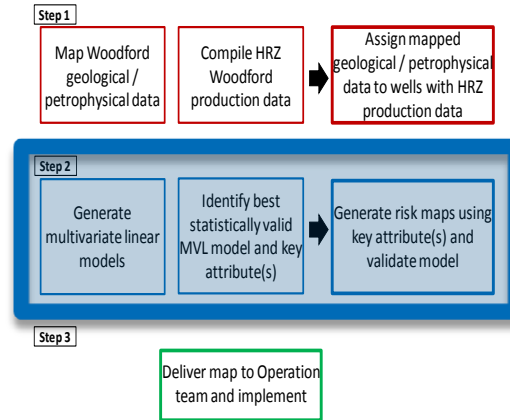 Step 1
Map Woodford
geological /
petrophysical data
Compile HRZ
Woodford
production data
Assign mapped
geological / petrophysical
data to wells with HRZ
production data
Step 2
Generate
multivariate linear
models
Identify best
statistically valid
MVL model and key
attribute(s)
Generate risk maps using
key attribute(s) and
validate model
Step 3
Deliver map to Operation
team and implement